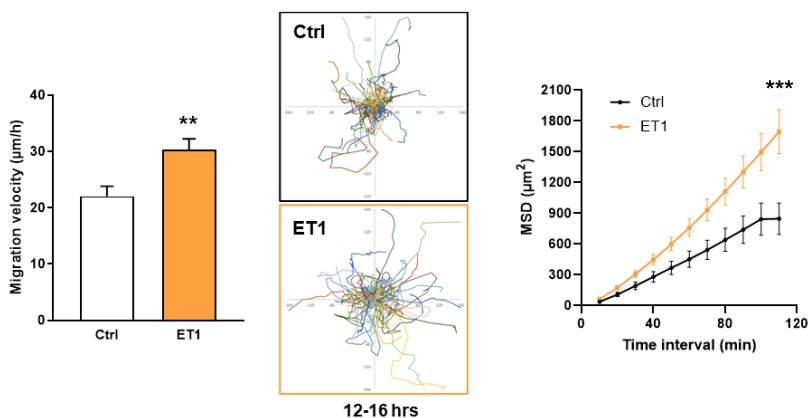 Migration velocity (µm/h)
40
30
20
10
0
**
Ctrl
ET1
Ctrl
ET1
12-16 hrs
MSD (µm²)
2100
1800
1500
1200
900
600
300
0
Ctrl
ET1
***
0
40
80
120
Time interval (min)